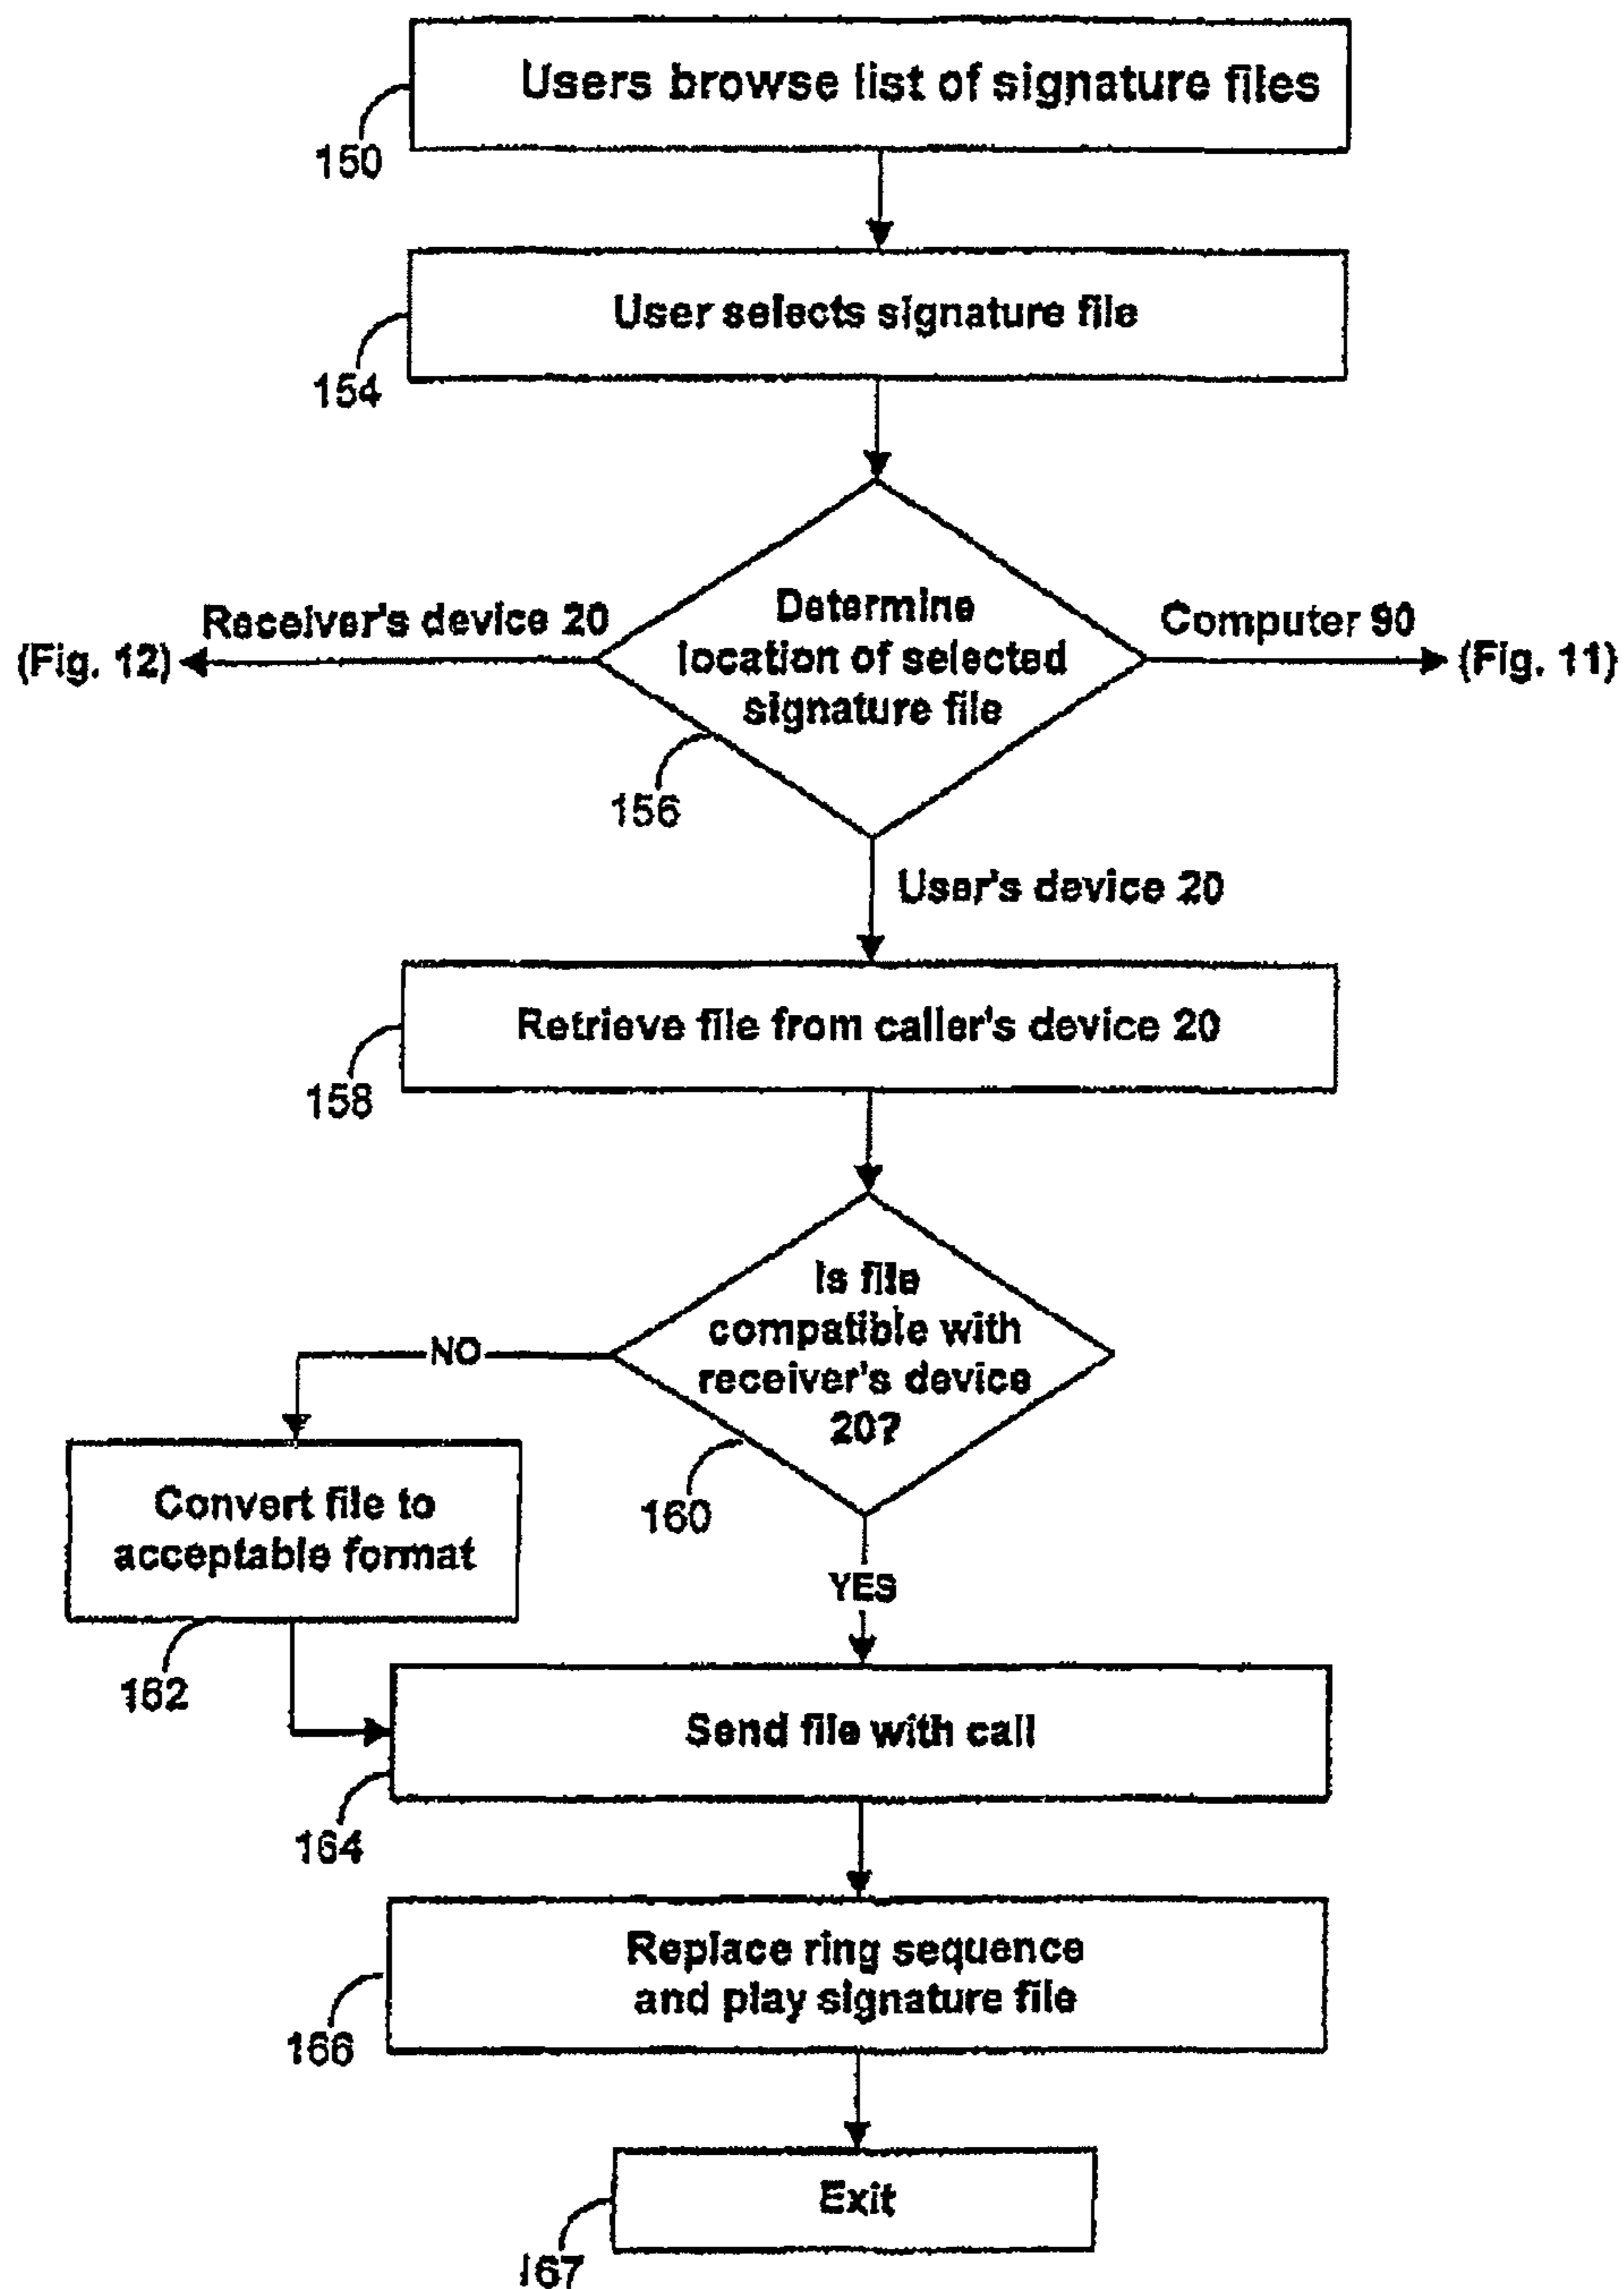 Users browse list of signature files
150
User selects signature file
154
Determine
location of selected
signature file
156
Receiver's device 20
(Fig. 12)
Computer 90
(Fig. 11)
User's device 20
Retrieve file from caller's device 20
158
Is file
compatible with
receiver's device
20?
160
NO
Convert file to
acceptable format
162
YES
Send file with call
164
Replace ring sequence
and play signature file
166
Exit
167